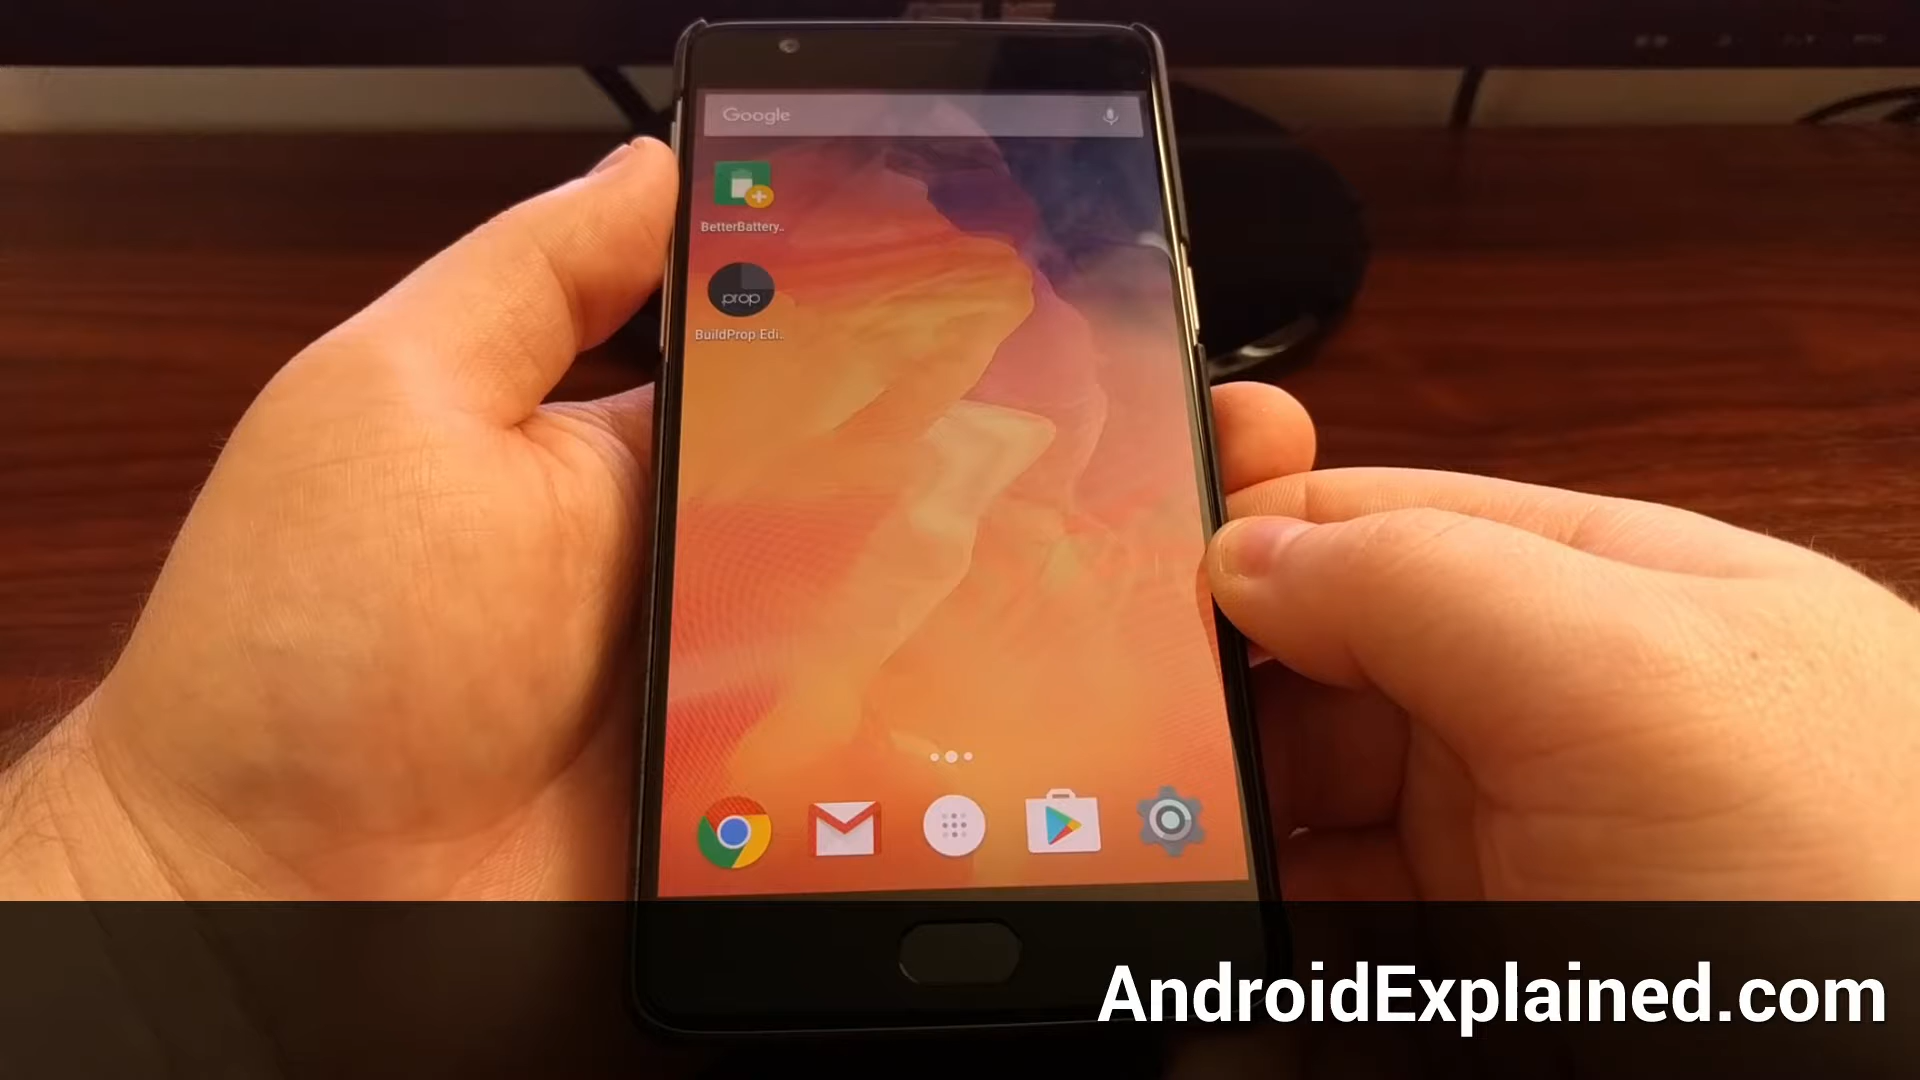 Google
BetterBattery..
.prop
BuildProp Edi..
AndroidExplained.com